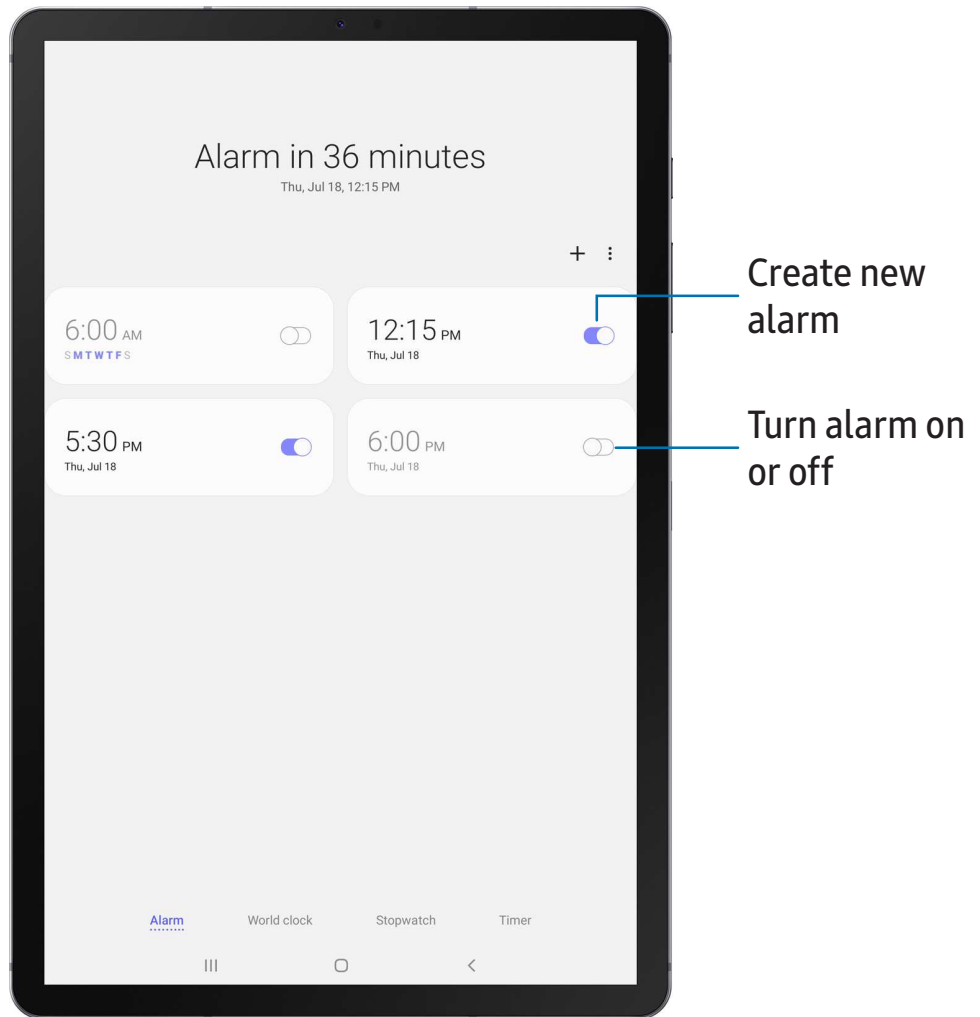 Alarm in 36 minutes
Thu, Jul 18, 12:15 PM
6:00 AM
SMTWTFS
12:15 PM
Thu, Jul 18
Create new
alarm
5:30 PM
Thu, Jul 18
6:00 PM
Thu, Jul 18
Turn alarm on
or off
Alarm World clock Stopwatch Timer